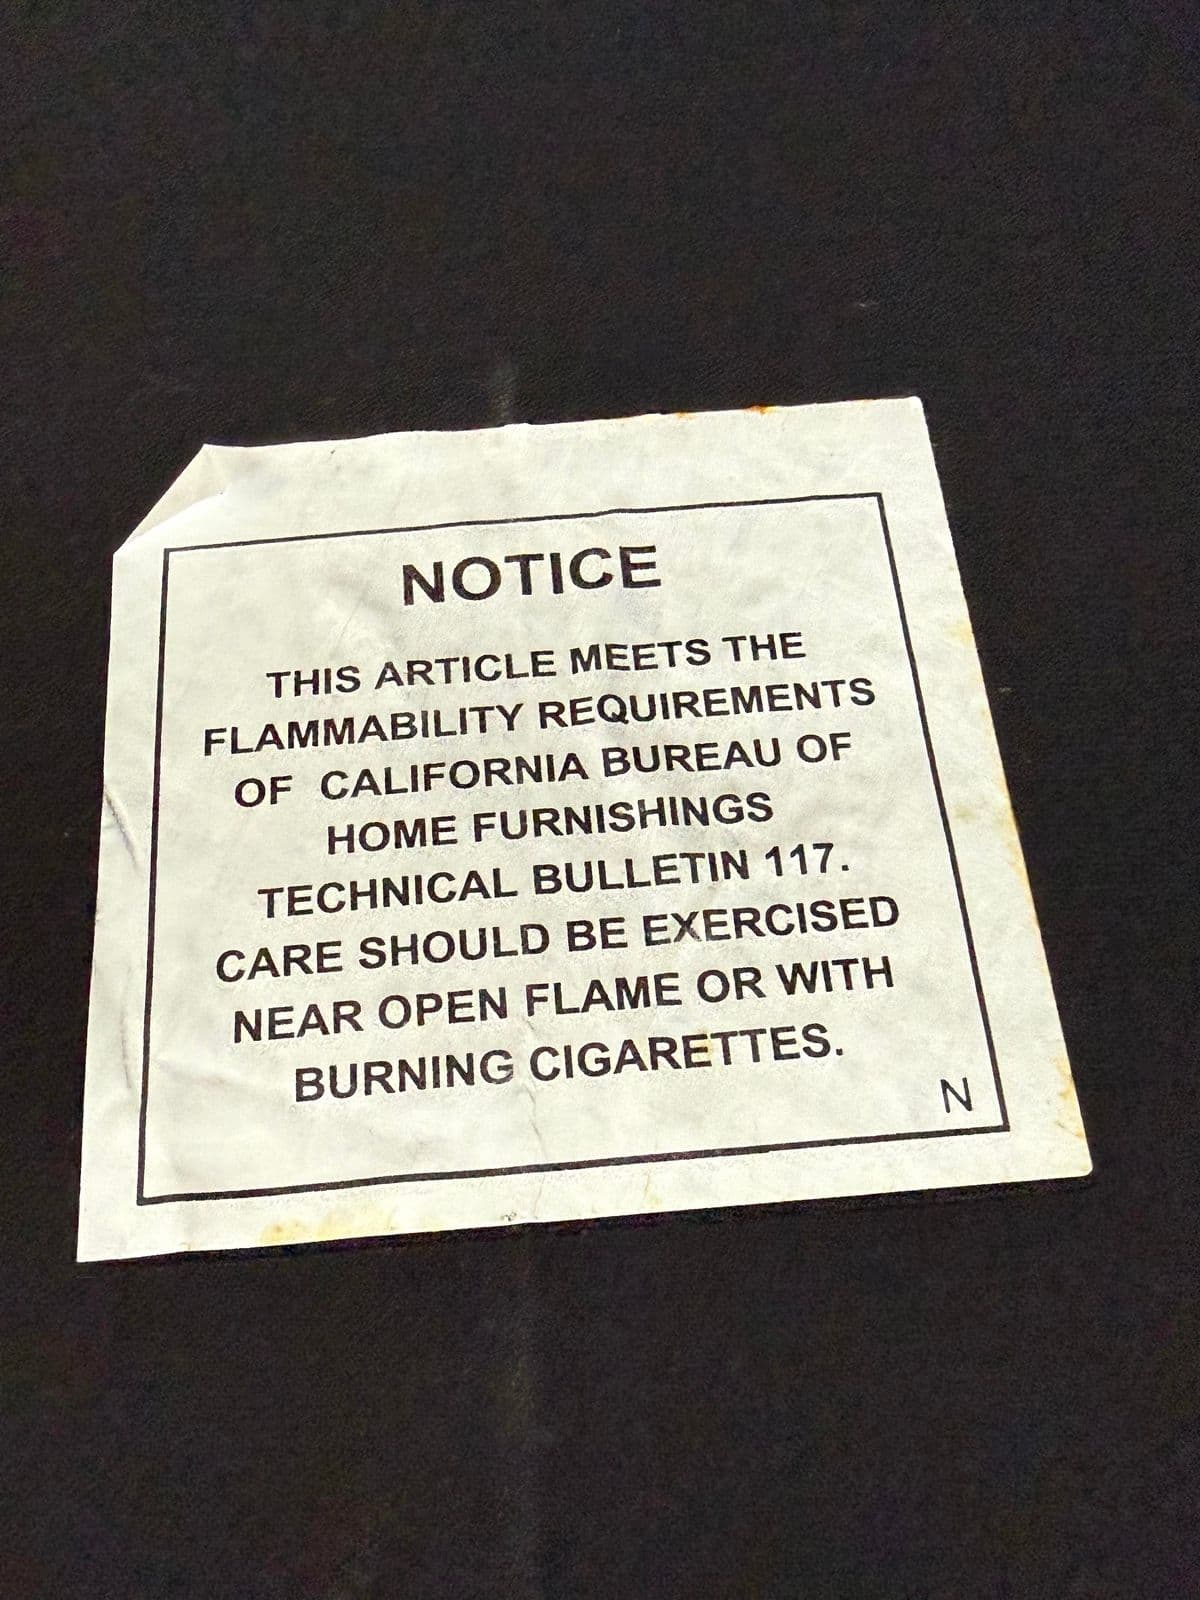 NOTICE
THIS ARTICLE MEETS THE
FLAMMABILITY REQUIREMENTS
OF CALIFORNIA BUREAU OF
HOME FURNISHINGS
TECHNICAL BULLETIN 117.
CARE SHOULD BE EXERCISED
NEAR OPEN FLAME OR WITH
BURNING CIGARETTES.
N